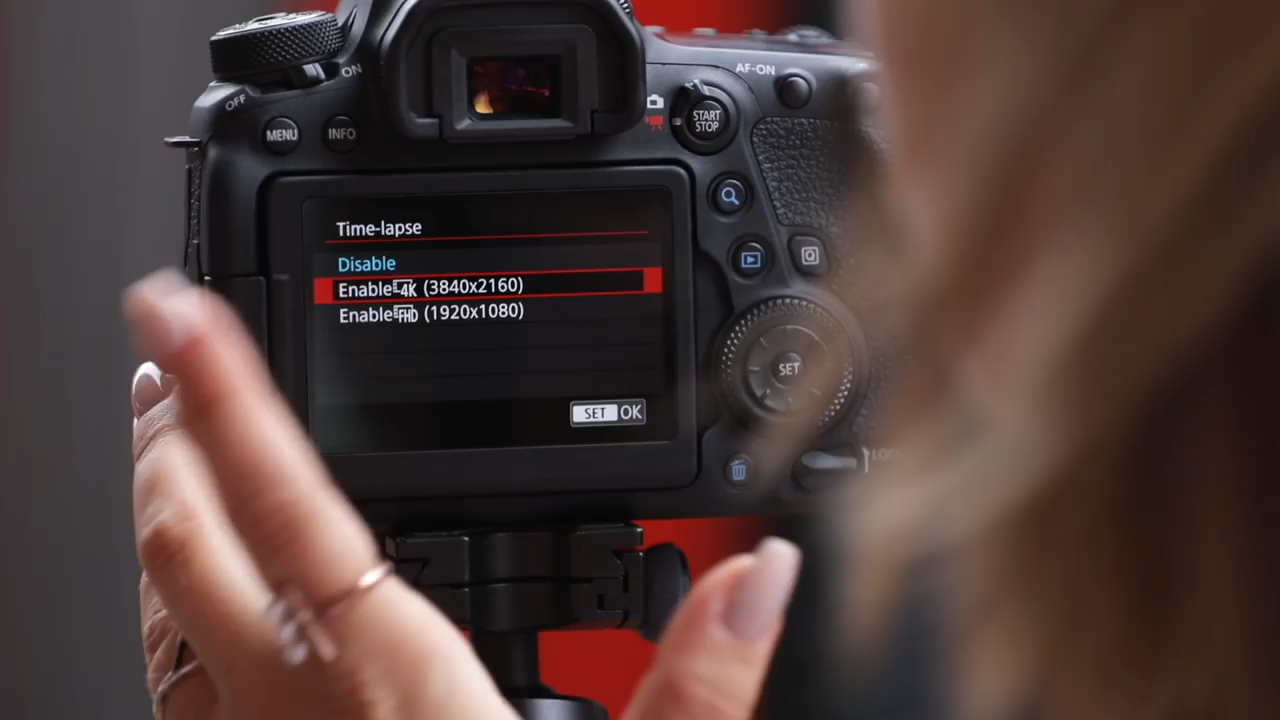 AF-ON
ON
OFF
MENU
INFO
START
STOP
Time-lapse
Disable
Enable 4K (3840x2160)
Enable FHD (1920x1080)
SET OK
Q
SET